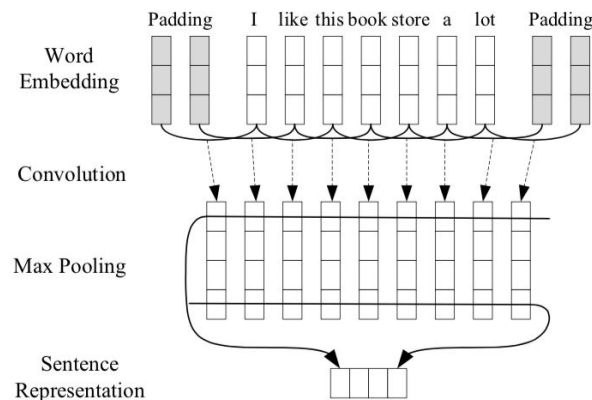 Padding I like this book store a lot Padding
Word
Embedding
Convolution
Max Pooling
Sentence
Representation